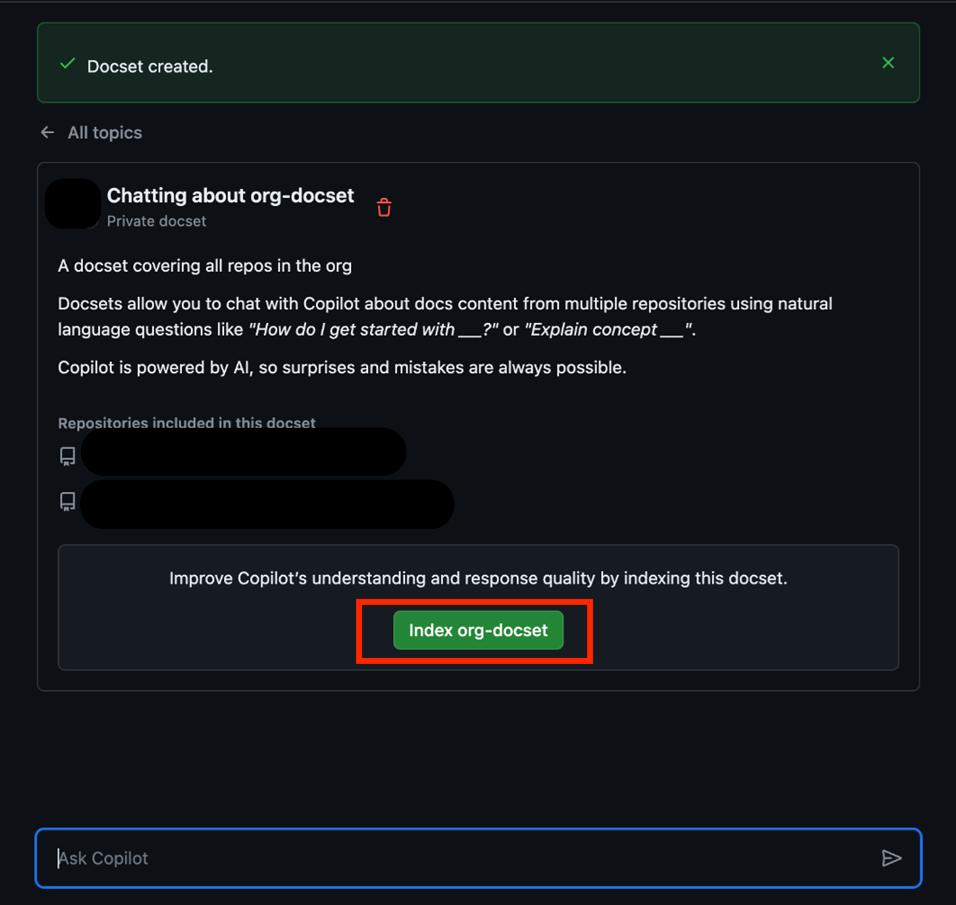 Docset created.
All topics
Chatting about org-docset
Private docset
A docset covering all repos in the org
Docsets allow you to chat with Copilot about docs content from multiple repositories using natural
language questions like "How do I get started with ___?" or "Explain concept ___".
Copilot is powered by AI, so surprises and mistakes are always possible.
Repositories included in this docset
Improve Copilot’s understanding and response quality by indexing this docset.
Index org-docset
Ask Copilot